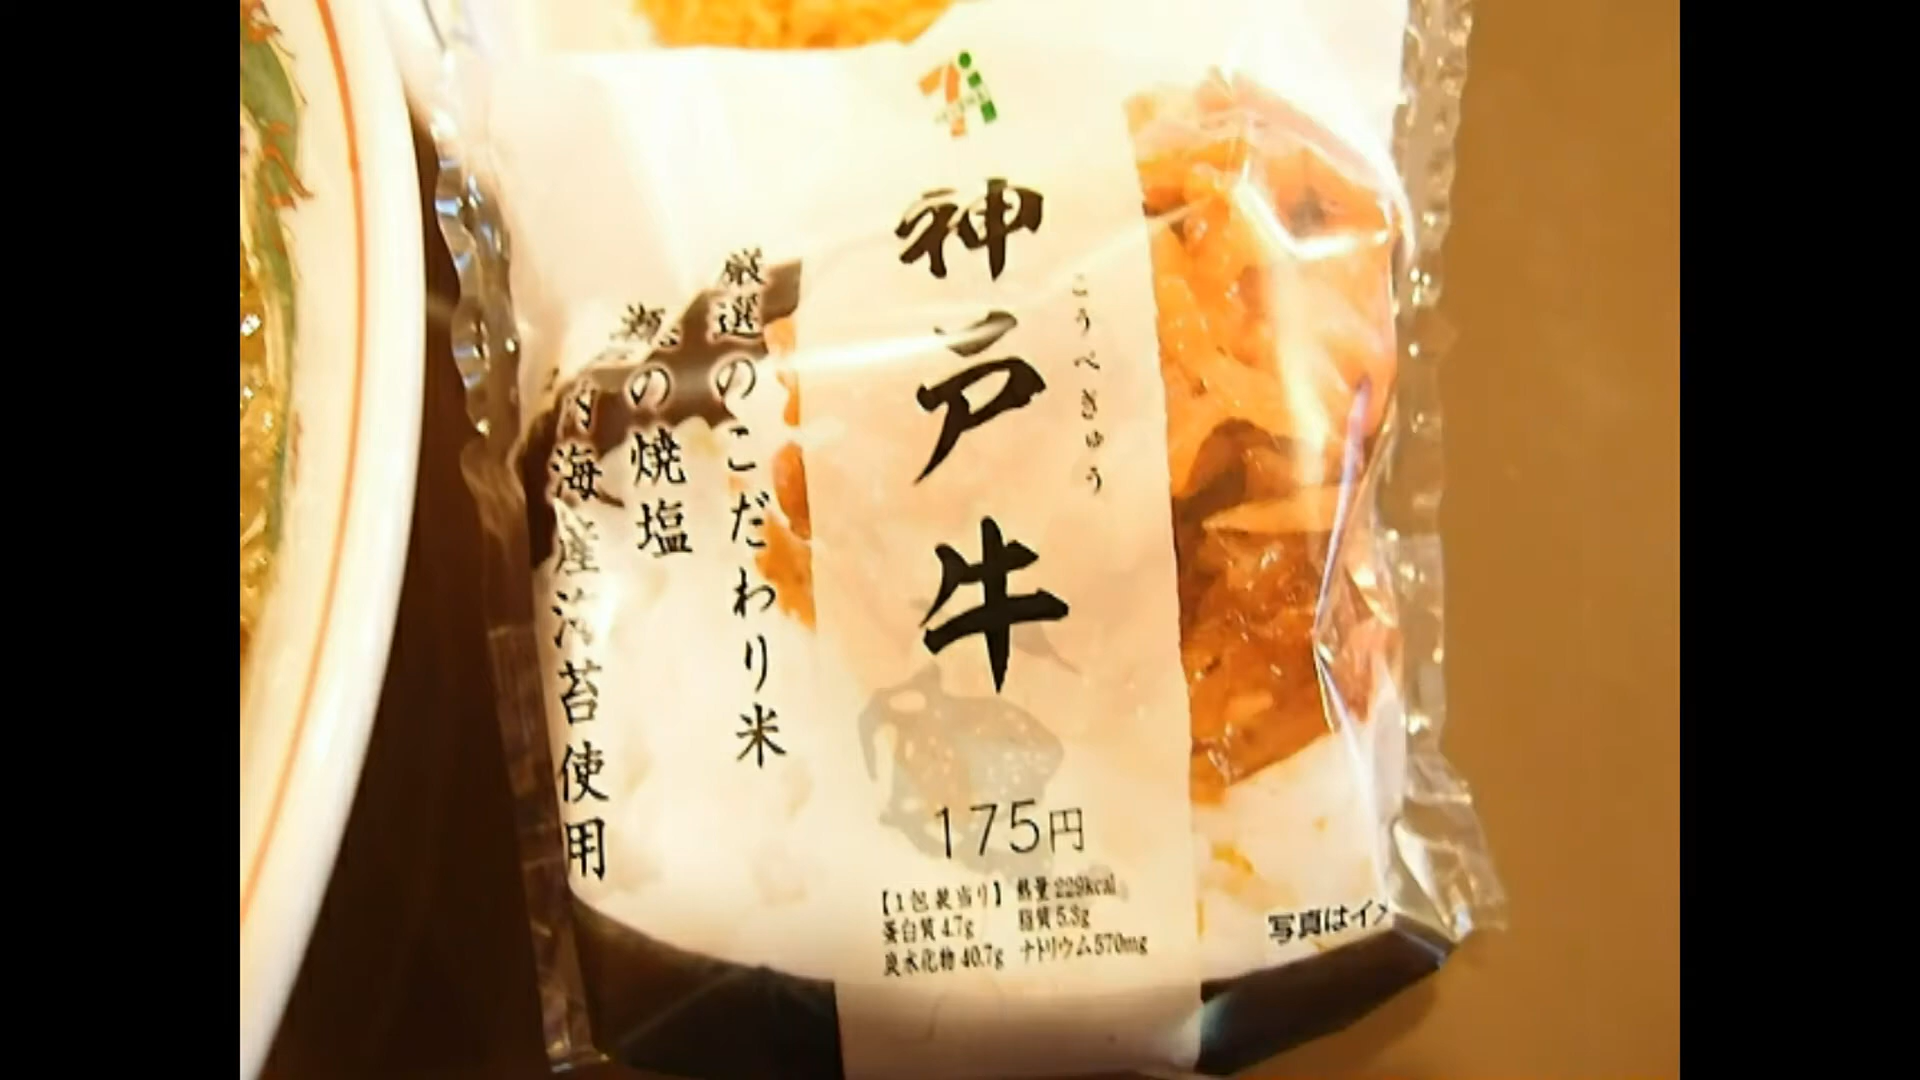 神戸牛
こうべぎゅう
厳選のこだわり米
瀬の焼塩
内海産海苔使用
175円
【1包装当り】 熱量229kcal
蛋白質4.7g 脂質5.3g
炭水化物40.7g ナトリウム570mg
写真はイメ